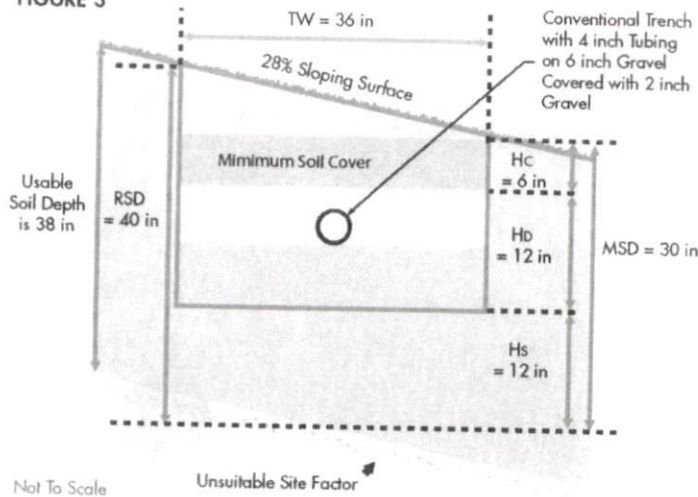 FIGURE 3
TW = 36 in
Conventional Trench
with 4 inch Tubing
on 6 inch Gravel
Covered with 2 inch
Gravel
28% Sloping Surface
Mimimum Soil Cover
Usable
Soil Depth
is 38 in
RSD
= 40 in
Hc
= 6 in
HD
= 12 in
MSD = 30 in
Hs
= 12 in
Not To Scale
Unsuitable Site Factor